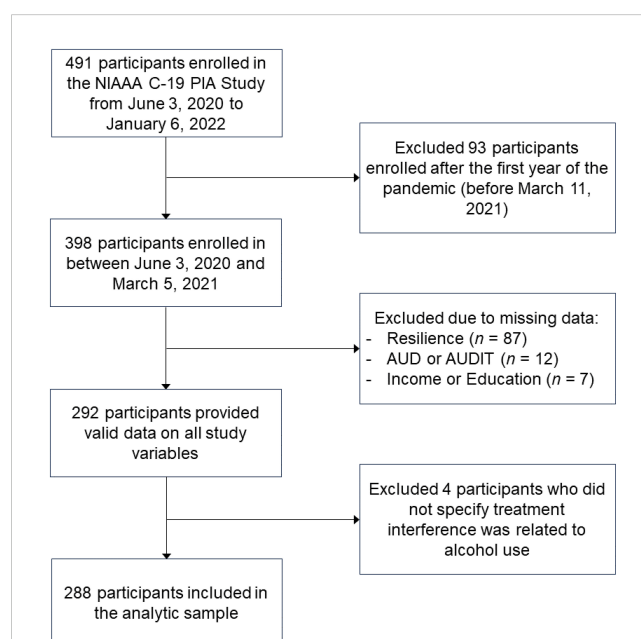 491 participants enrolled in
the NIAAA C-19 PIA Study
from June 3, 2020 to
January 6, 2022
Excluded 93 participants
enrolled after the first year of the
pandemic (before March 11,
2021)
398 participants enrolled in
between June 3, 2020 and
March 5, 2021
Excluded due to missing data:
- Resilience (n = 87)
- AUD or AUDIT (n = 12)
- Income or Education (n = 7)
292 participants provided
valid data on all study
variables
Excluded 4 participants who did
not specify treatment
interference was related to
alcohol use
288 participants included in
the analytic sample